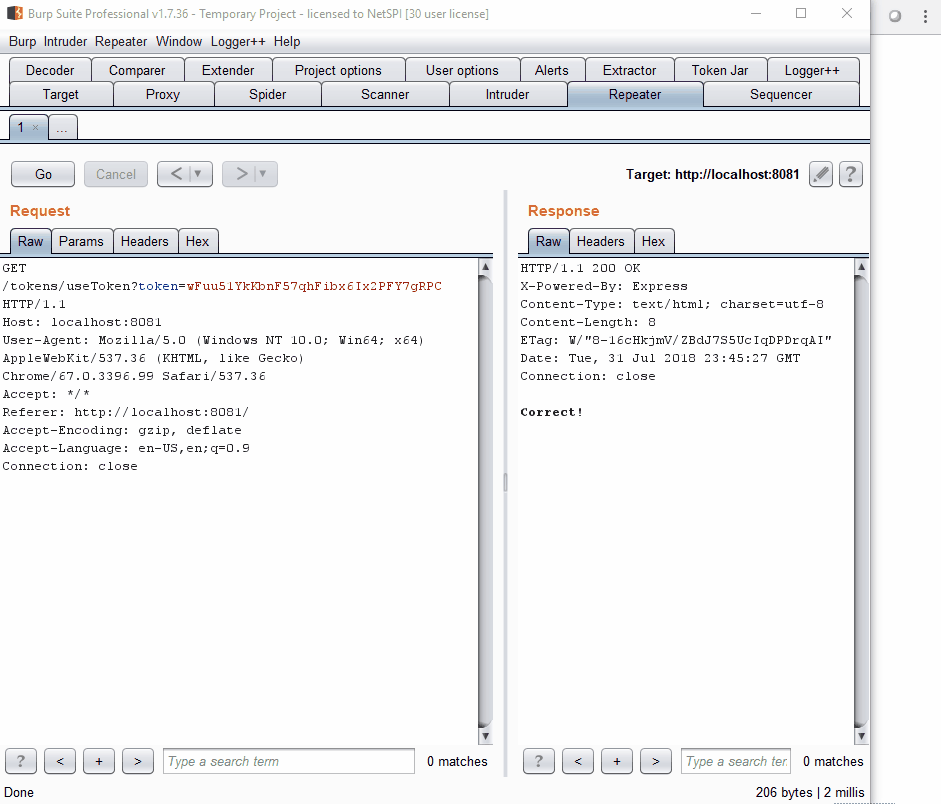 Burp Suite Professional v1.7.36 - Temporary Project - licensed to NetSPI [30 user license]
Burp Intruder Repeater Window Logger++ Help
Decoder Comparer Extender Project options User options Alerts Extractor Token Jar Logger++
Target Proxy Spider Scanner Intruder Repeater Sequencer
1 × ...
Go Cancel < ▼ > ▼ Target: http://localhost:8081 ?
Request
Raw Params Headers Hex
GET
/tokens/useToken?token=wFuu51YkKbnF57qhFibx6Ix2PFY7gRPC
HTTP/1.1
Host: localhost:8081
User-Agent: Mozilla/5.0 (Windows NT 10.0; Win64; x64)
AppleWebKit/537.36 (KHTML, like Gecko)
Chrome/67.0.3396.99 Safari/537.36
Accept: */*
Referer: http://localhost:8081/
Accept-Encoding: gzip, deflate
Accept-Language: en-US,en;q=0.9
Connection: close
? < + > Type a search term 0 matches
Response
Raw Headers Hex
HTTP/1.1 200 OK
X-Powered-By: Express
Content-Type: text/html; charset=utf-8
Content-Length: 8
ETag: W/"8-16cHkjmV/ZBdJ7S5UcIqDPDrqAI"
Date: Tue, 31 Jul 2018 23:45:27 GMT
Connection: close
Correct!
? < + > Type a search ter 0 matches
Done 206 bytes | 2 millis